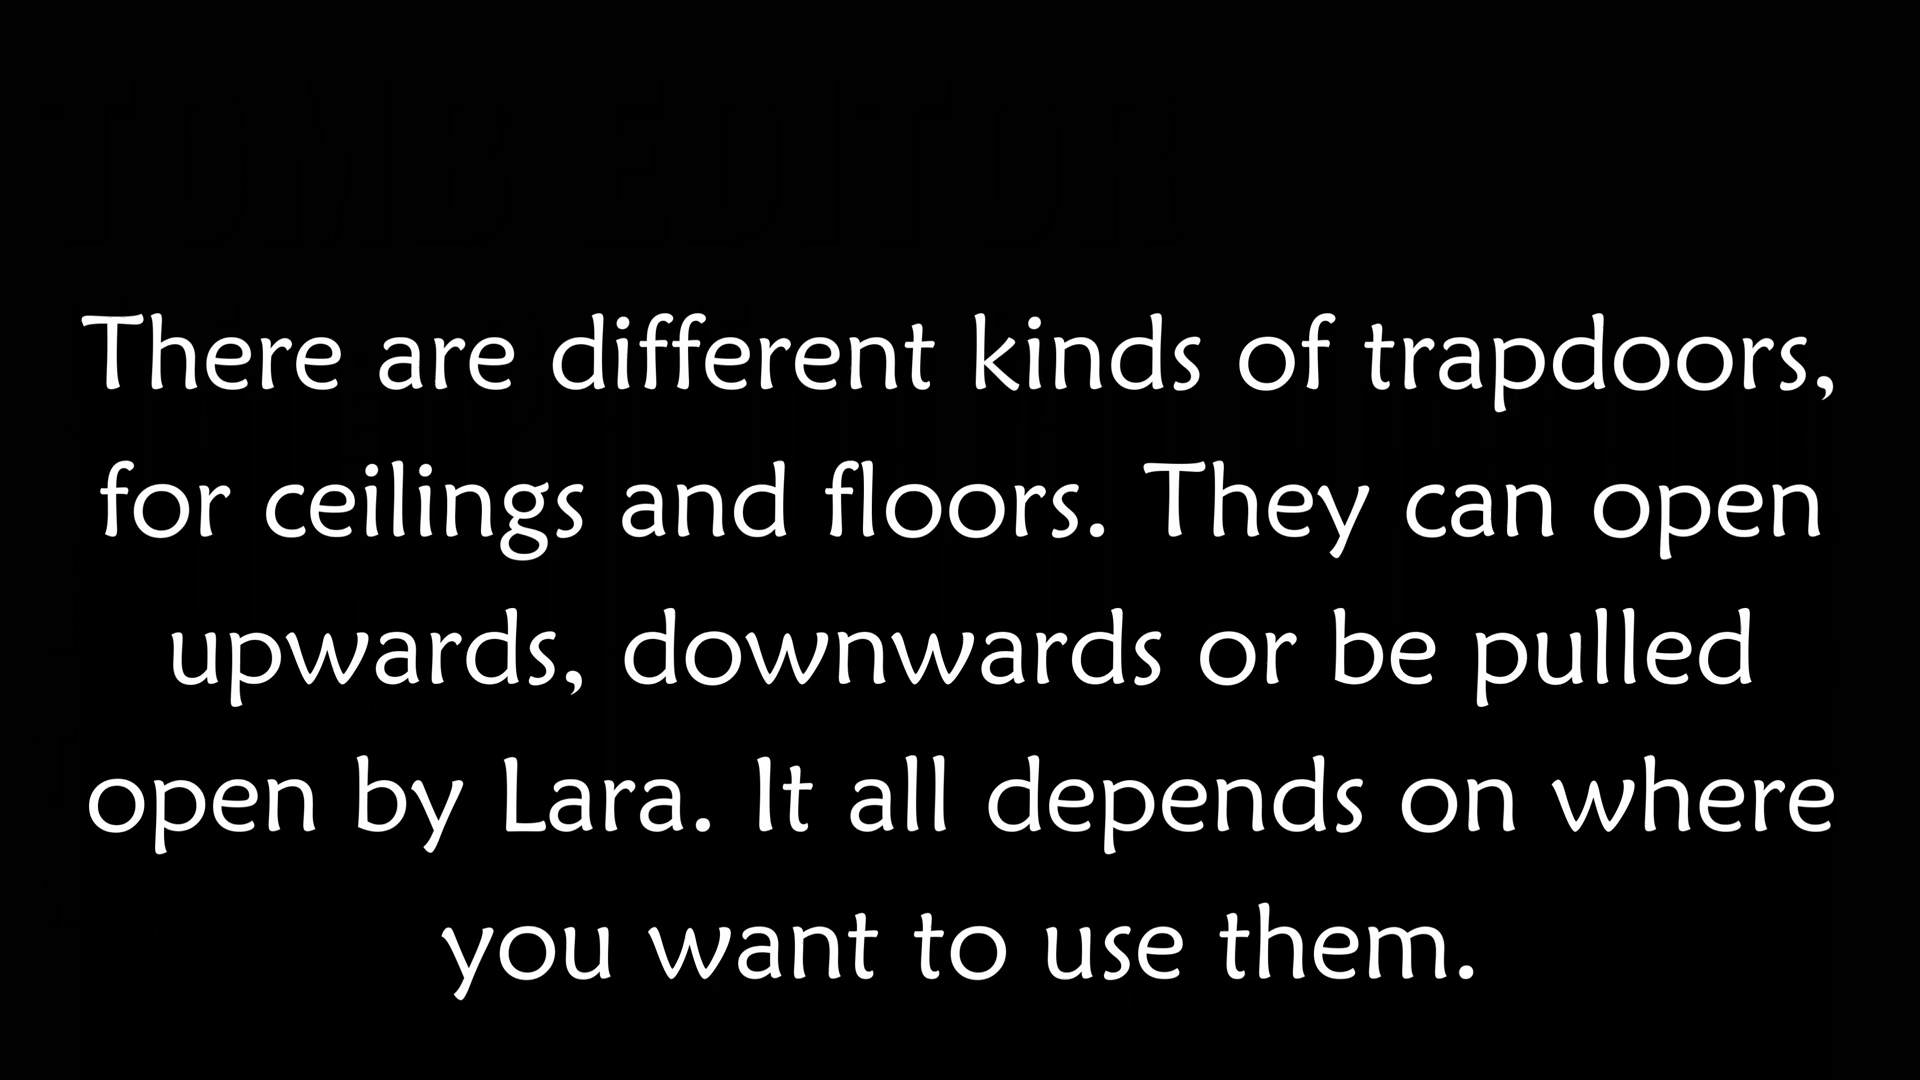 There are different kinds of trapdoors,
for ceilings and floors. They can open
upwards, downwards or be pulled
open by Lara. It all depends on where
you want to use them.